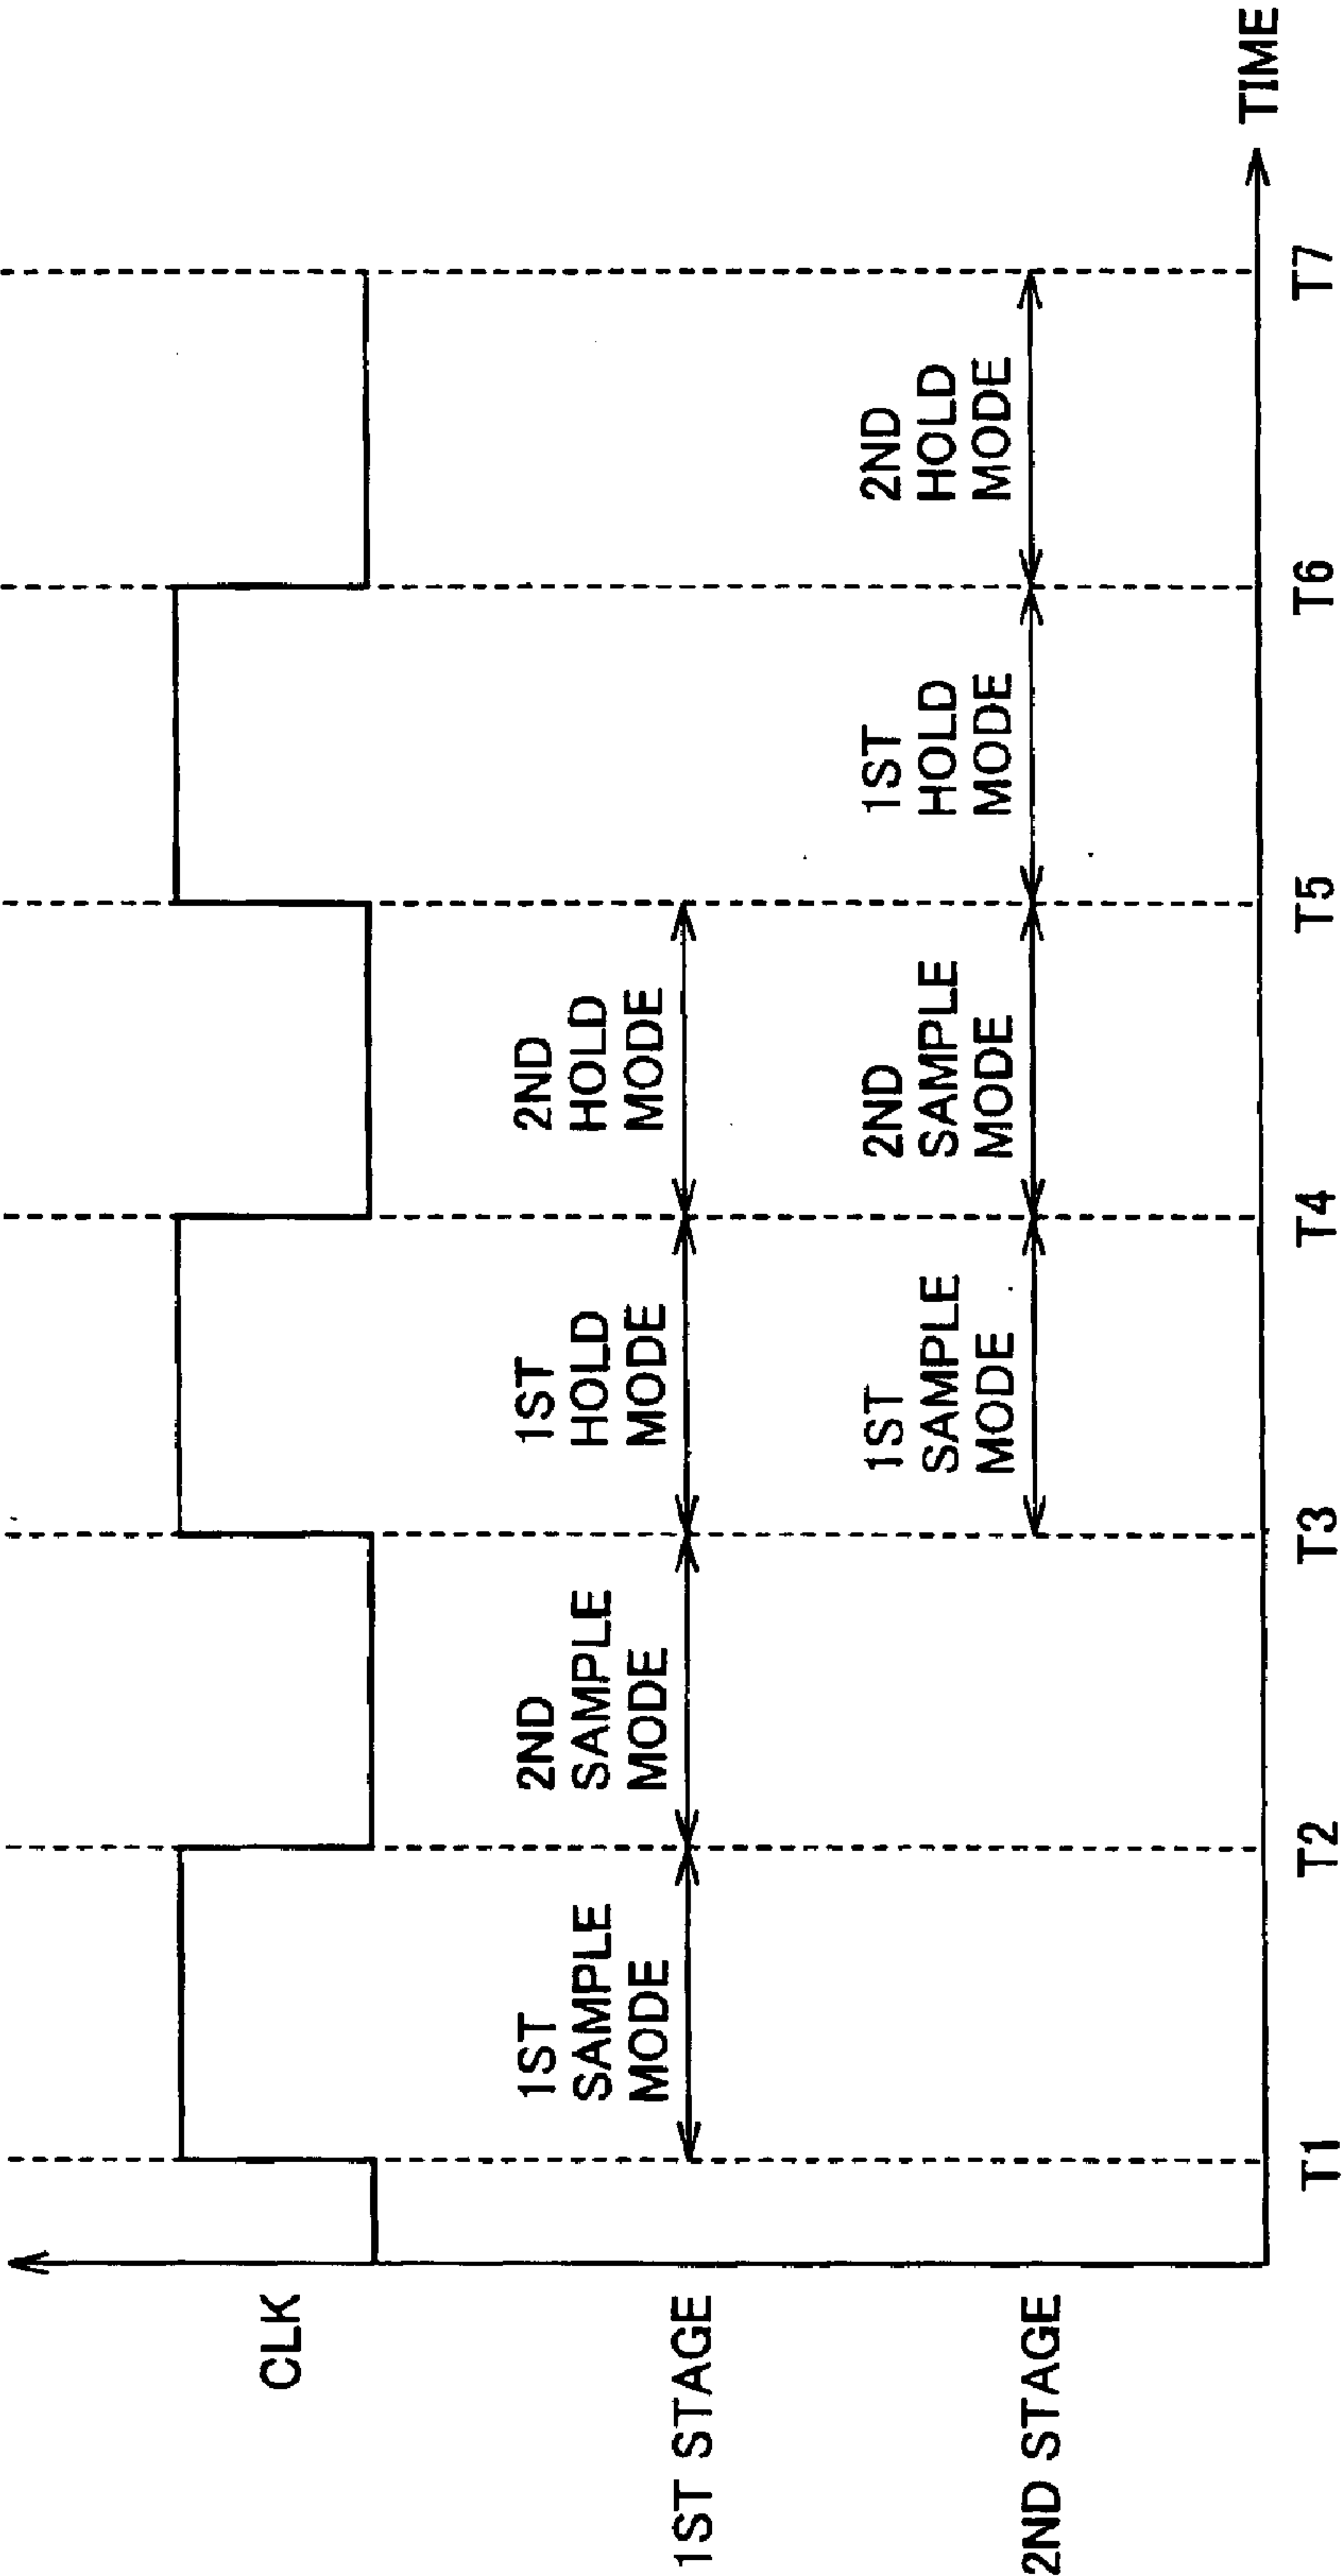 CLK
1ST STAGE
1ST
SAMPLE
MODE
2ND
SAMPLE
MODE
1ST
HOLD
MODE
2ND
HOLD
MODE
2ND STAGE
1ST
SAMPLE
MODE
2ND
SAMPLE
MODE
1ST
HOLD
MODE
2ND
HOLD
MODE
T1
T2
T3
T4
T5
T6
T7
TIME